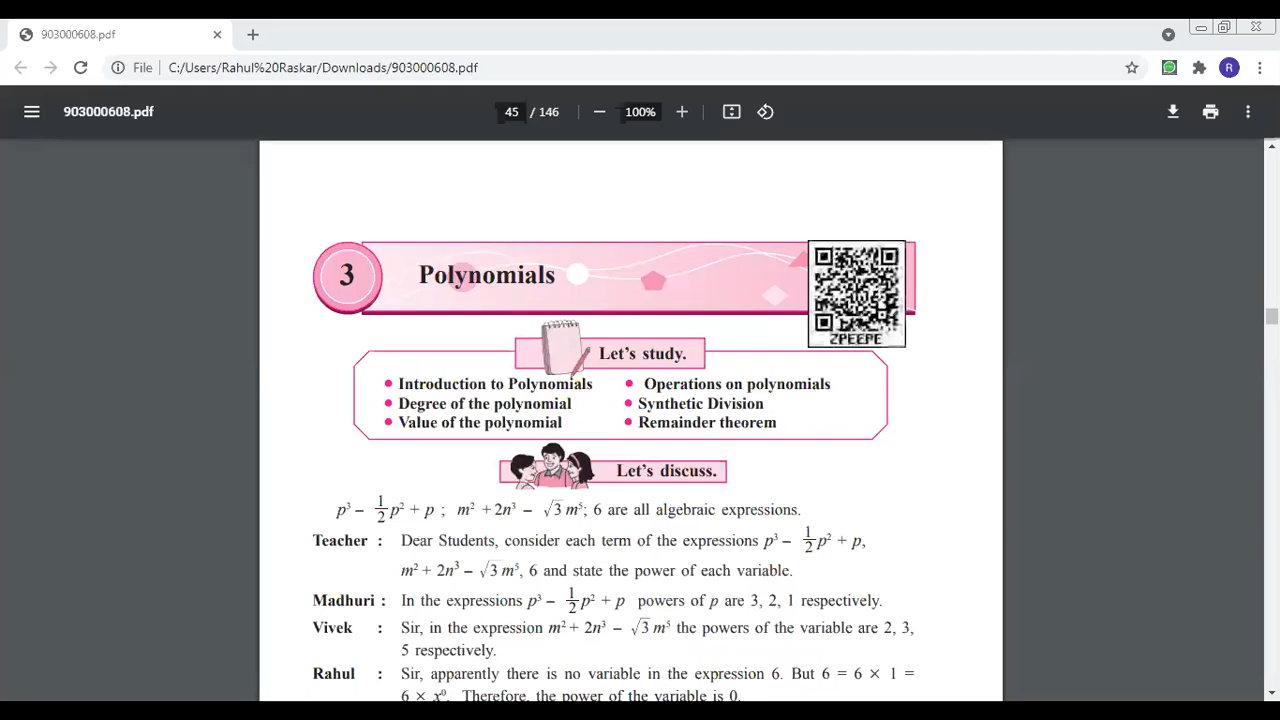 903000608.pdf
File C:/Users/Rahul%20Raskar/Downloads/903000608.pdf R
903000608.pdf 45 / 146 100%
3 Polynomials
ZPEEPE
Let's study.
• Introduction to Polynomials • Operations on polynomials
• Degree of the polynomial • Synthetic Division
• Value of the polynomial • Remainder theorem
Let's discuss.
p³ – 1/2 p² + p ; m² + 2n³ – √3 m⁵; 6 are all algebraic expressions.
Teacher : Dear Students, consider each term of the expressions p³ – 1/2 p² + p,
m² + 2n³ – √3 m⁵, 6 and state the power of each variable.
Madhuri : In the expressions p³ – 1/2 p² + p powers of p are 3, 2, 1 respectively.
Vivek : Sir, in the expression m² + 2n³ – √3 m⁵ the powers of the variable are 2, 3,
5 respectively.
Rahul : Sir, apparently there is no variable in the expression 6. But 6 = 6 × 1 =
6 × x⁰. Therefore, the power of the variable is 0.